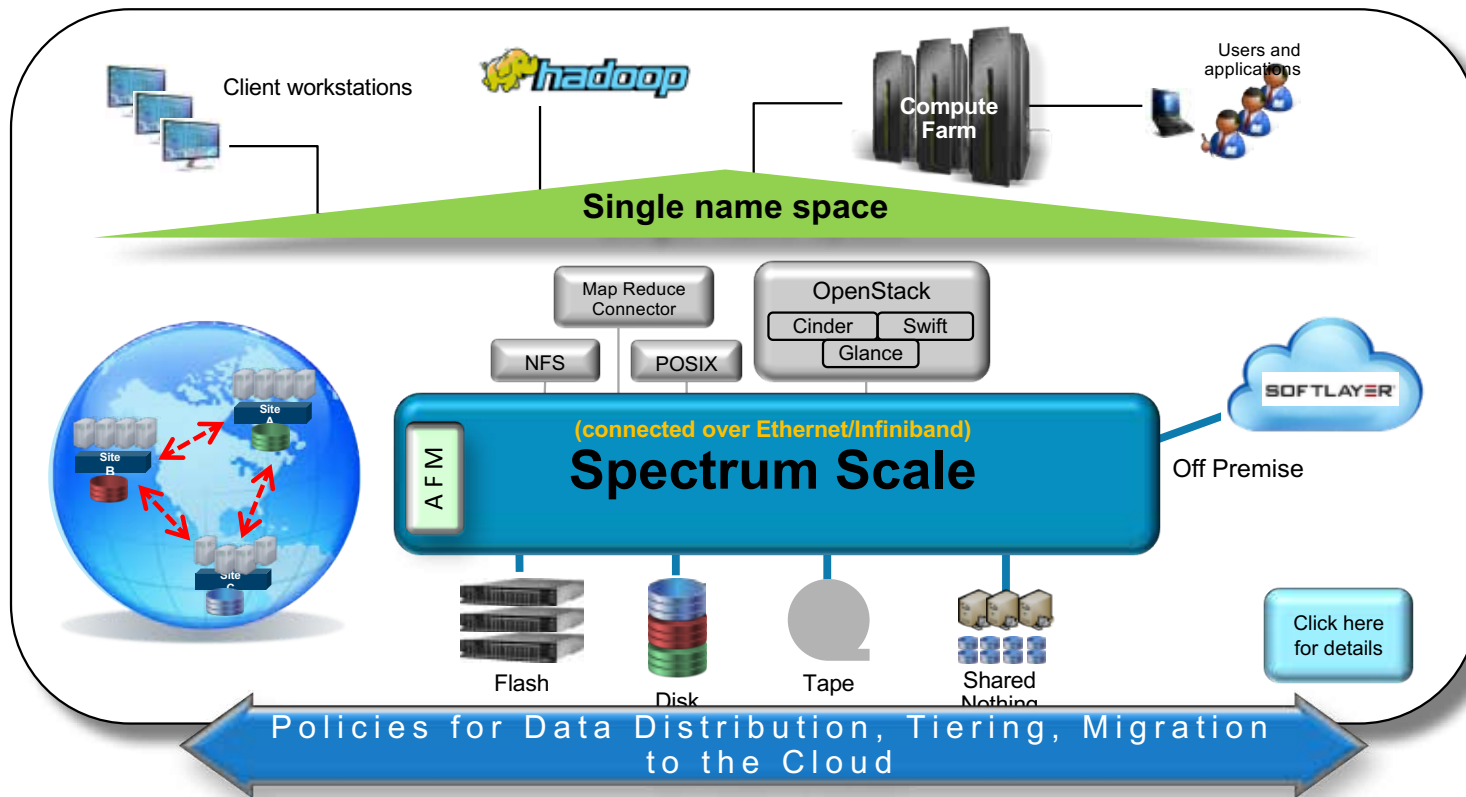 Client workstations
hadoop
Compute
Farm
Users and
applications
Single name space
Map Reduce
Connector
NFS
POSIX
OpenStack
Cinder
Swift
Glance
Site
A
Site
B
Site
C
AFM
(connected over Ethernet/Infiniband)
Spectrum Scale
SOFTLAYER
Off Premise
Flash
Disk
Tape
Shared
Nothing
Click here
for details
Policies for Data Distribution, Tiering, Migration
to the Cloud